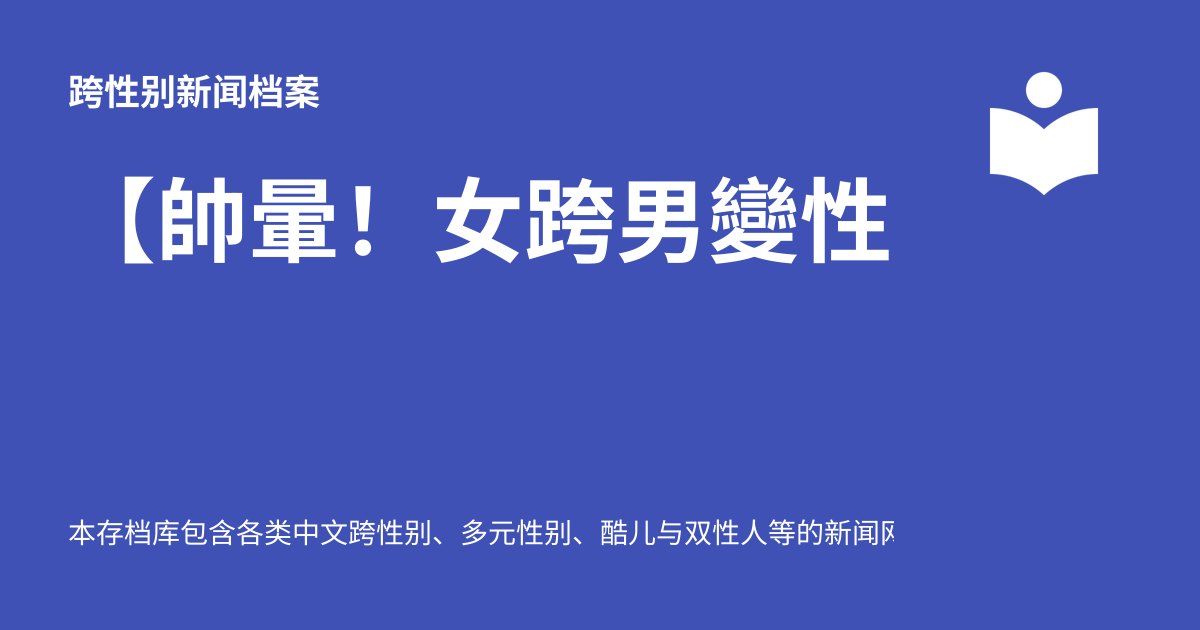 跨性别新闻档案
【帥暈！女跨男變性
本存档库包含各类中文跨性别、多元性别、酷儿与双性人等的新闻网